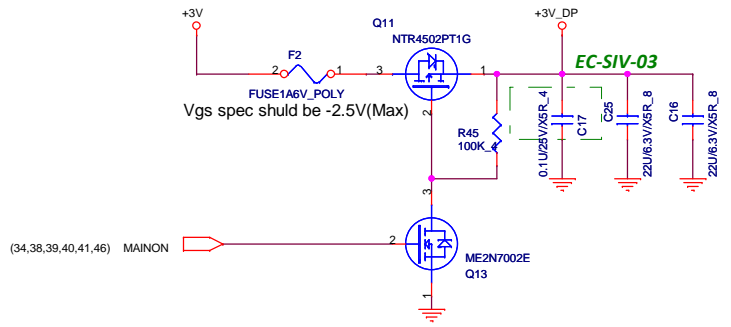 +3V
Q11
NTR4502PT1G
+3V_DP
EC-SIV-03
F2
2
1
3
1
FUSE1A6V_POLY
Vgs spec shuld be -2.5V(Max)
2
R45
100K_4
0.1U/25V/X5R_4
C17
C25
22U/6.3V/X5R_8
C16
22U/6.3V/X5R_8
3
(34,38,39,40,41,46)
MAINON
2
ME2N7002E
Q13
1